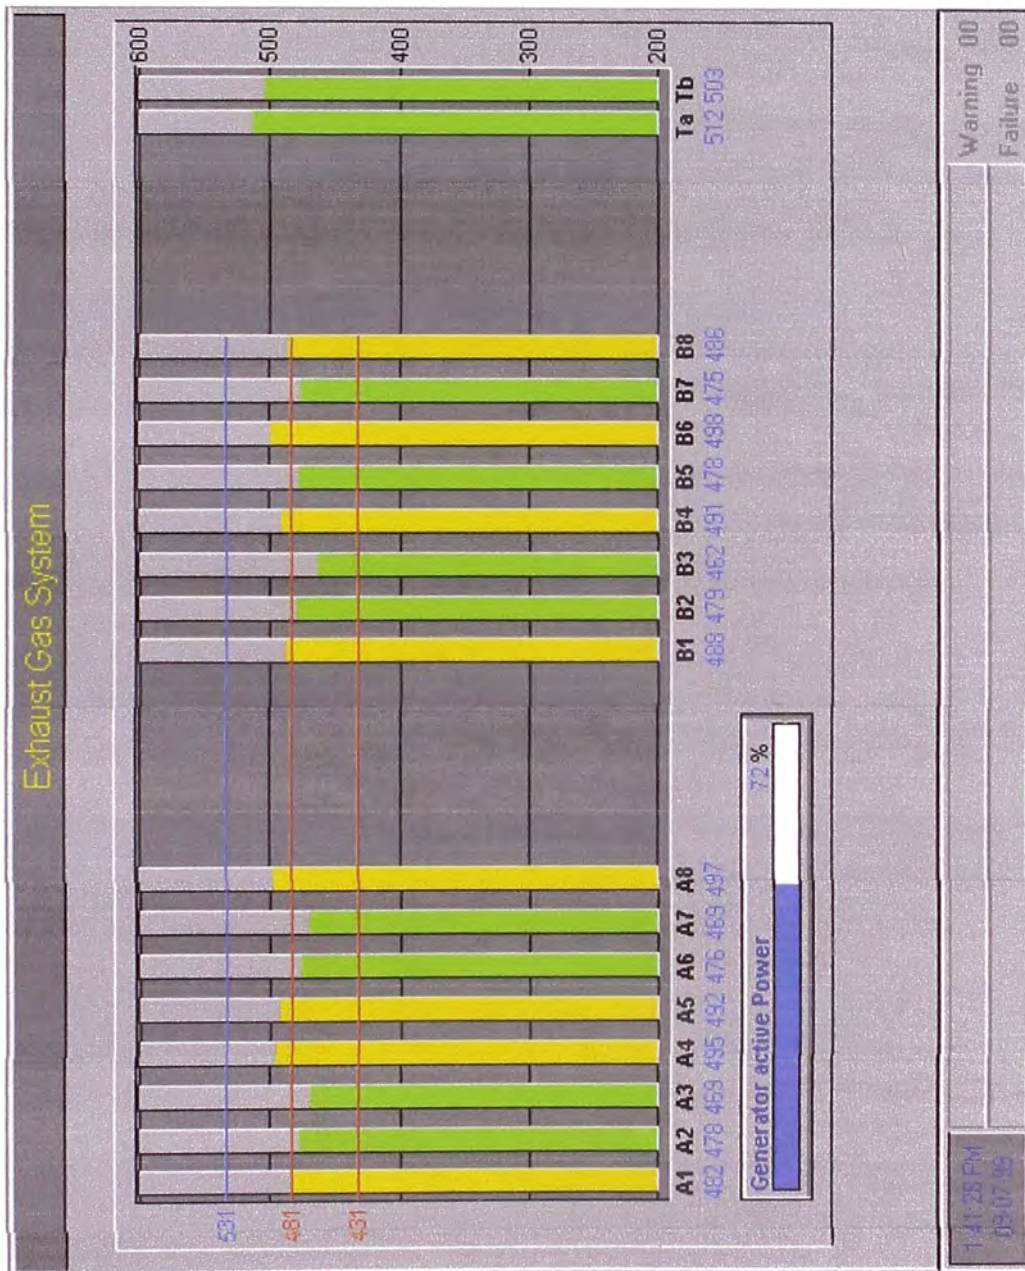 Exhaust Gas System
600
500
400
300
200
531
481
431
A1 A2 A3 A4 A5 A6 A7 A8 B1 B2 B3 B4 B5 B6 B7 B8 Ta Tb
482 478 469 495 492 476 469 497 488 479 462 491 478 498 475 486 512 503
Generator active Power 72 %
1:41:28 PM
09-07-99
Warning 00
Failure 00